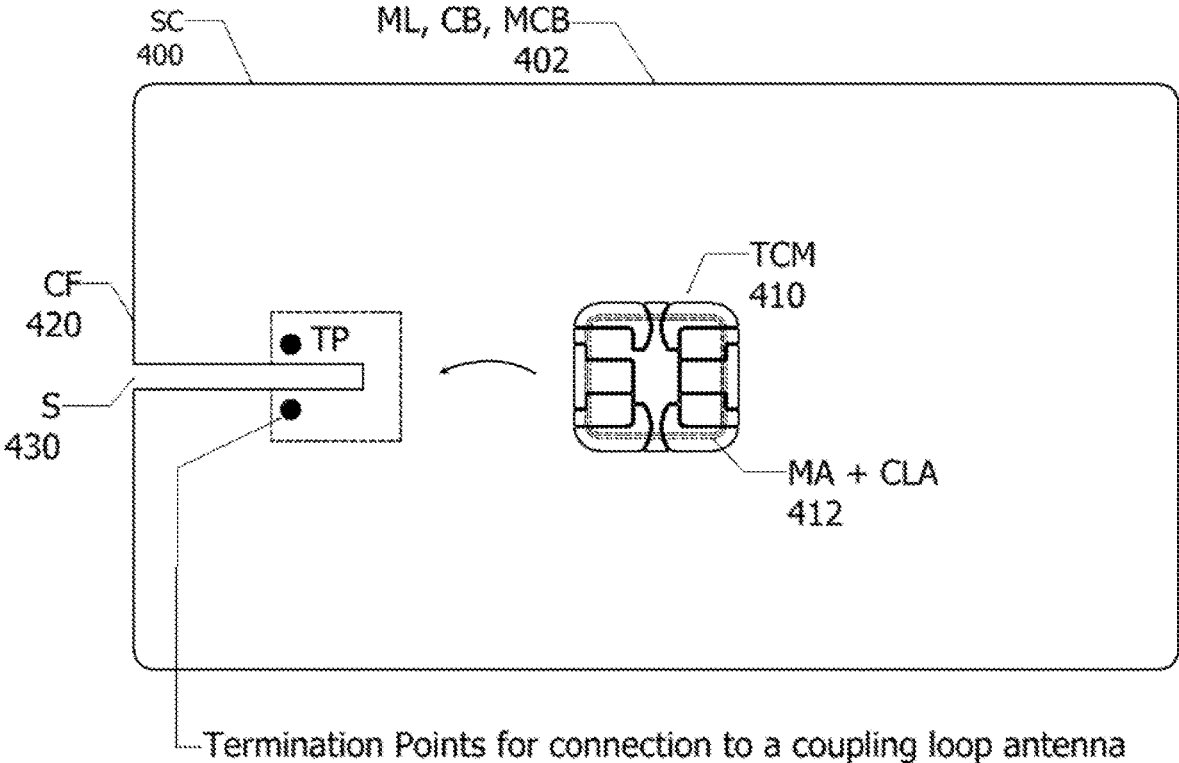 SC
400
ML, CB, MCB
402
TCM
410
CF
420
TP
S
430
MA + CLA
412
Termination Points for connection to a coupling loop antenna